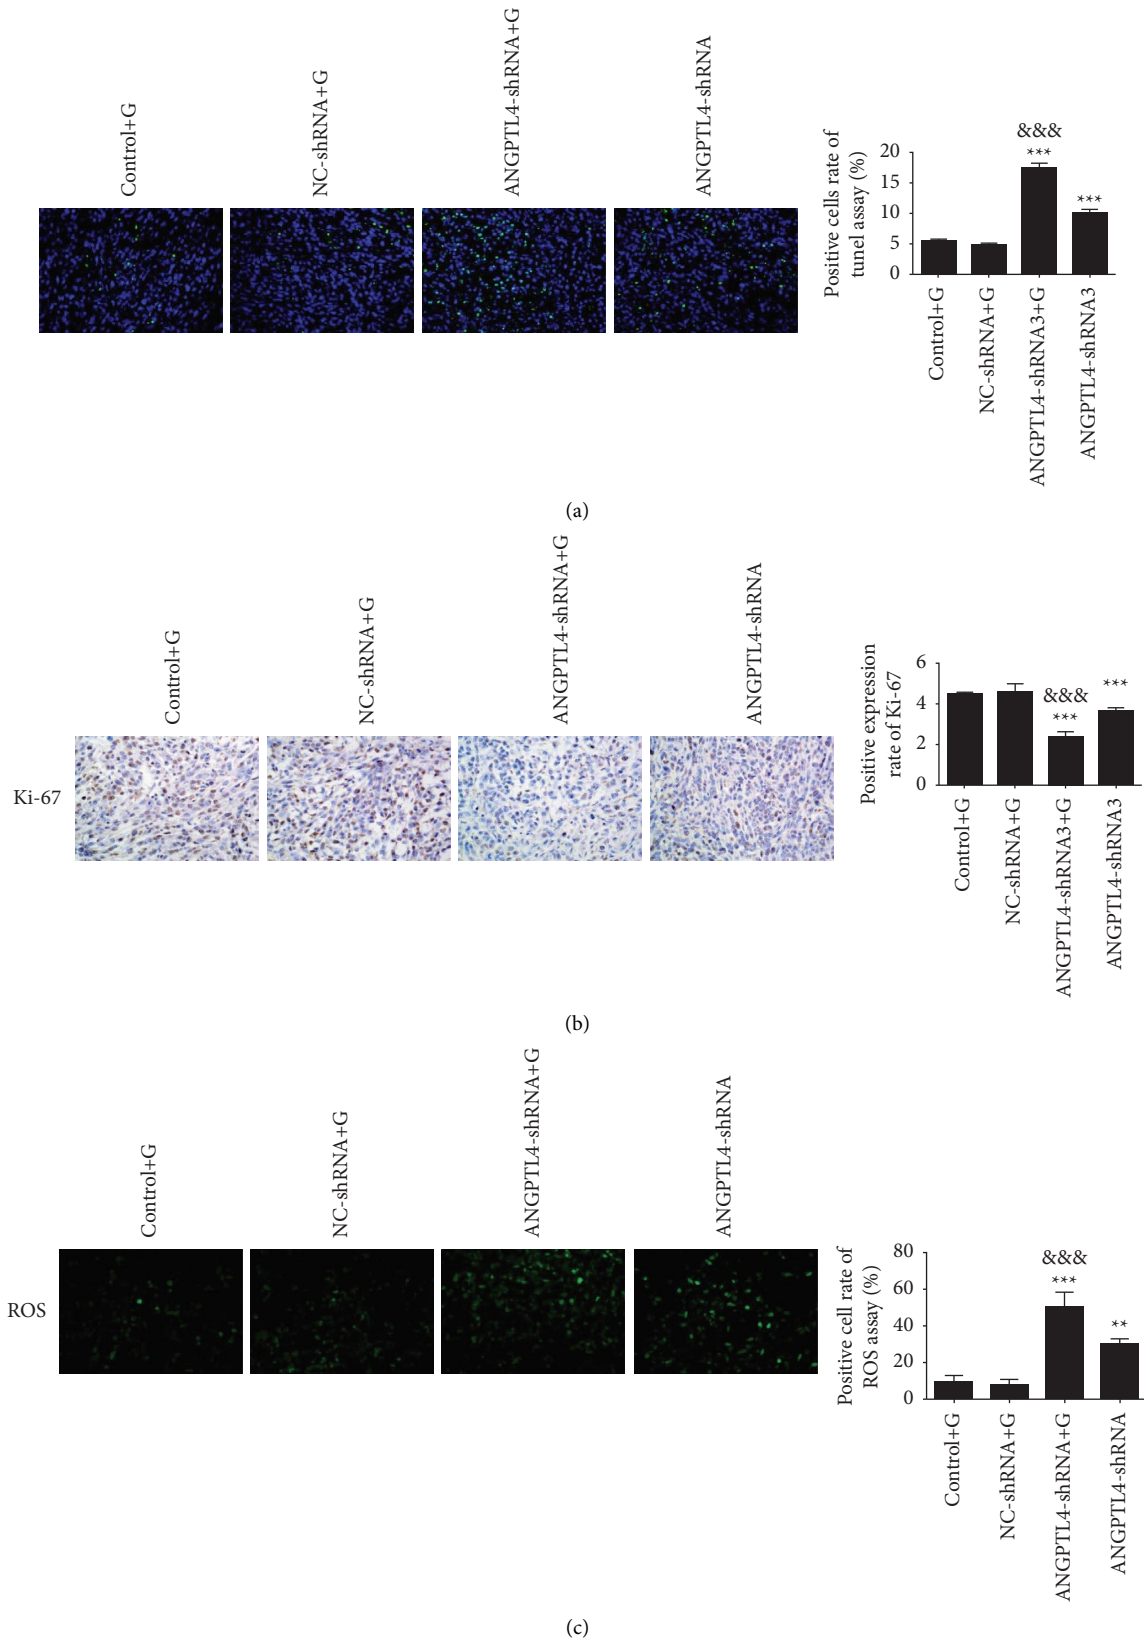 Control+G
NC-shRNA+G
ANGPTL4-shRNA+G
ANGPTL4-shRNA
Positive cells rate of
tunel assay (%)
20
15
10
5
0
&&&
***
***
Control+G
NC-shRNA+G
ANGPTL4-shRNA3+G
ANGPTL4-shRNA3
(a)
Control+G
NC-shRNA+G
ANGPTL4-shRNA+G
ANGPTL4-shRNA
Ki-67
Positive expression
rate of Ki-67
6
4
2
0
&&&
***
***
Control+G
NC-shRNA+G
ANGPTL4-shRNA3+G
ANGPTL4-shRNA3
(b)
Control+G
NC-shRNA+G
ANGPTL4-shRNA+G
ANGPTL4-shRNA
ROS
Positive cell rate of
ROS assay (%)
80
60
40
20
0
&&&
***
**
Control+G
NC-shRNA+G
ANGPTL4-shRNA+G
ANGPTL4-shRNA
(c)